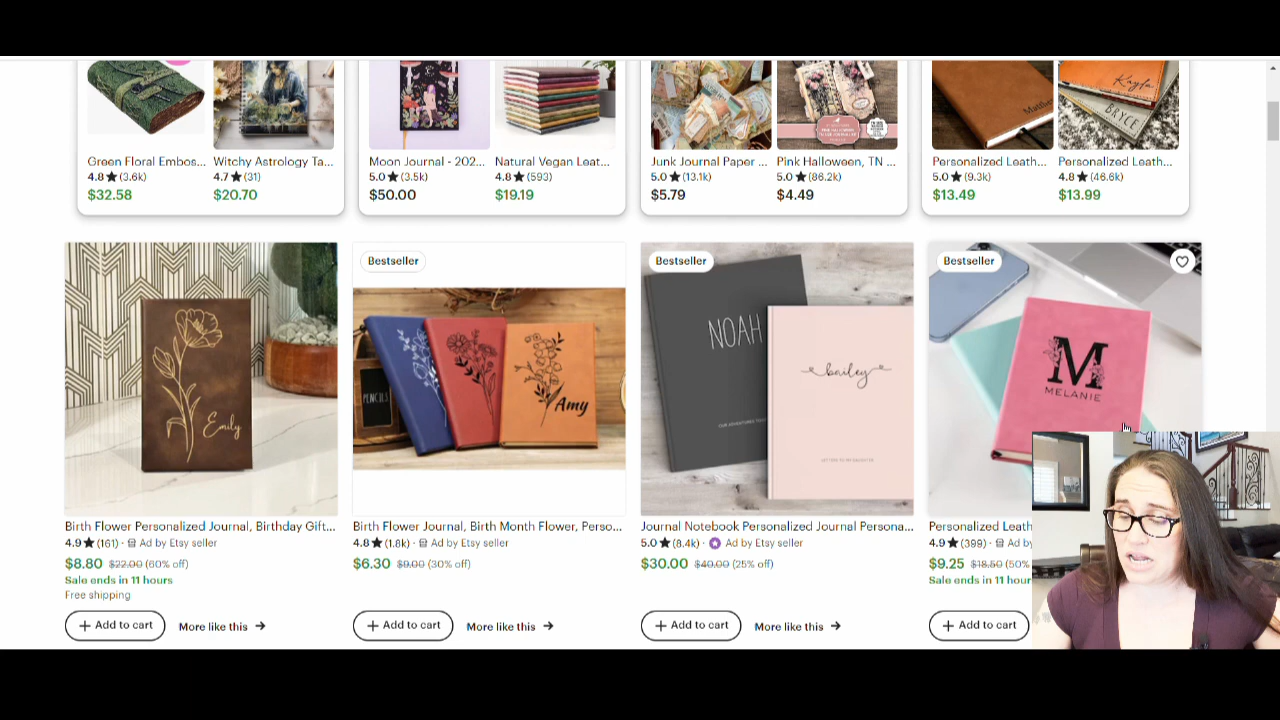 Green Floral Embos... Witchy Astrology Ta... Moon Journal - 202... Natural Vegan Leat... Junk Journal Paper ... Pink Halloween, TN ... Personalized Leath... Personalized Leath...
4.8★(3.6k) 4.7★(31) 5.0★(3.5k) 4.8★(593) 5.0★(13.1k) 5.0★(86.2k) 5.0★(9.3k) 4.8★(46.6k)
$32.58 $20.70 $50.00 $19.19 $5.79 $4.49 $13.49 $13.99
Kayla
BRYCE
Bestseller Bestseller Bestseller
Emily
PENCILS
Amy
NOAH
bailey
LETTERS TO MY DAUGHTER
M
MELANIE
Birth Flower Personalized Journal, Birthday Gift... Birth Flower Journal, Birth Month Flower, Perso... Journal Notebook Personalized Journal Persona... Personalized Leath
4.9★(161) · Ad by Etsy seller 4.8★(1.8k) · Ad by Etsy seller 5.0★(8.4k) · Ad by Etsy seller 4.9★(399) · Ad by
$8.80 $22.00 (60% off) $6.30 $9.00 (30% off) $30.00 $40.00 (25% off) $9.25 $18.50 (50%
Sale ends in 11 hours Sale ends in 11 hour
Free shipping
+ Add to cart More like this → + Add to cart More like this → + Add to cart More like this → + Add to cart